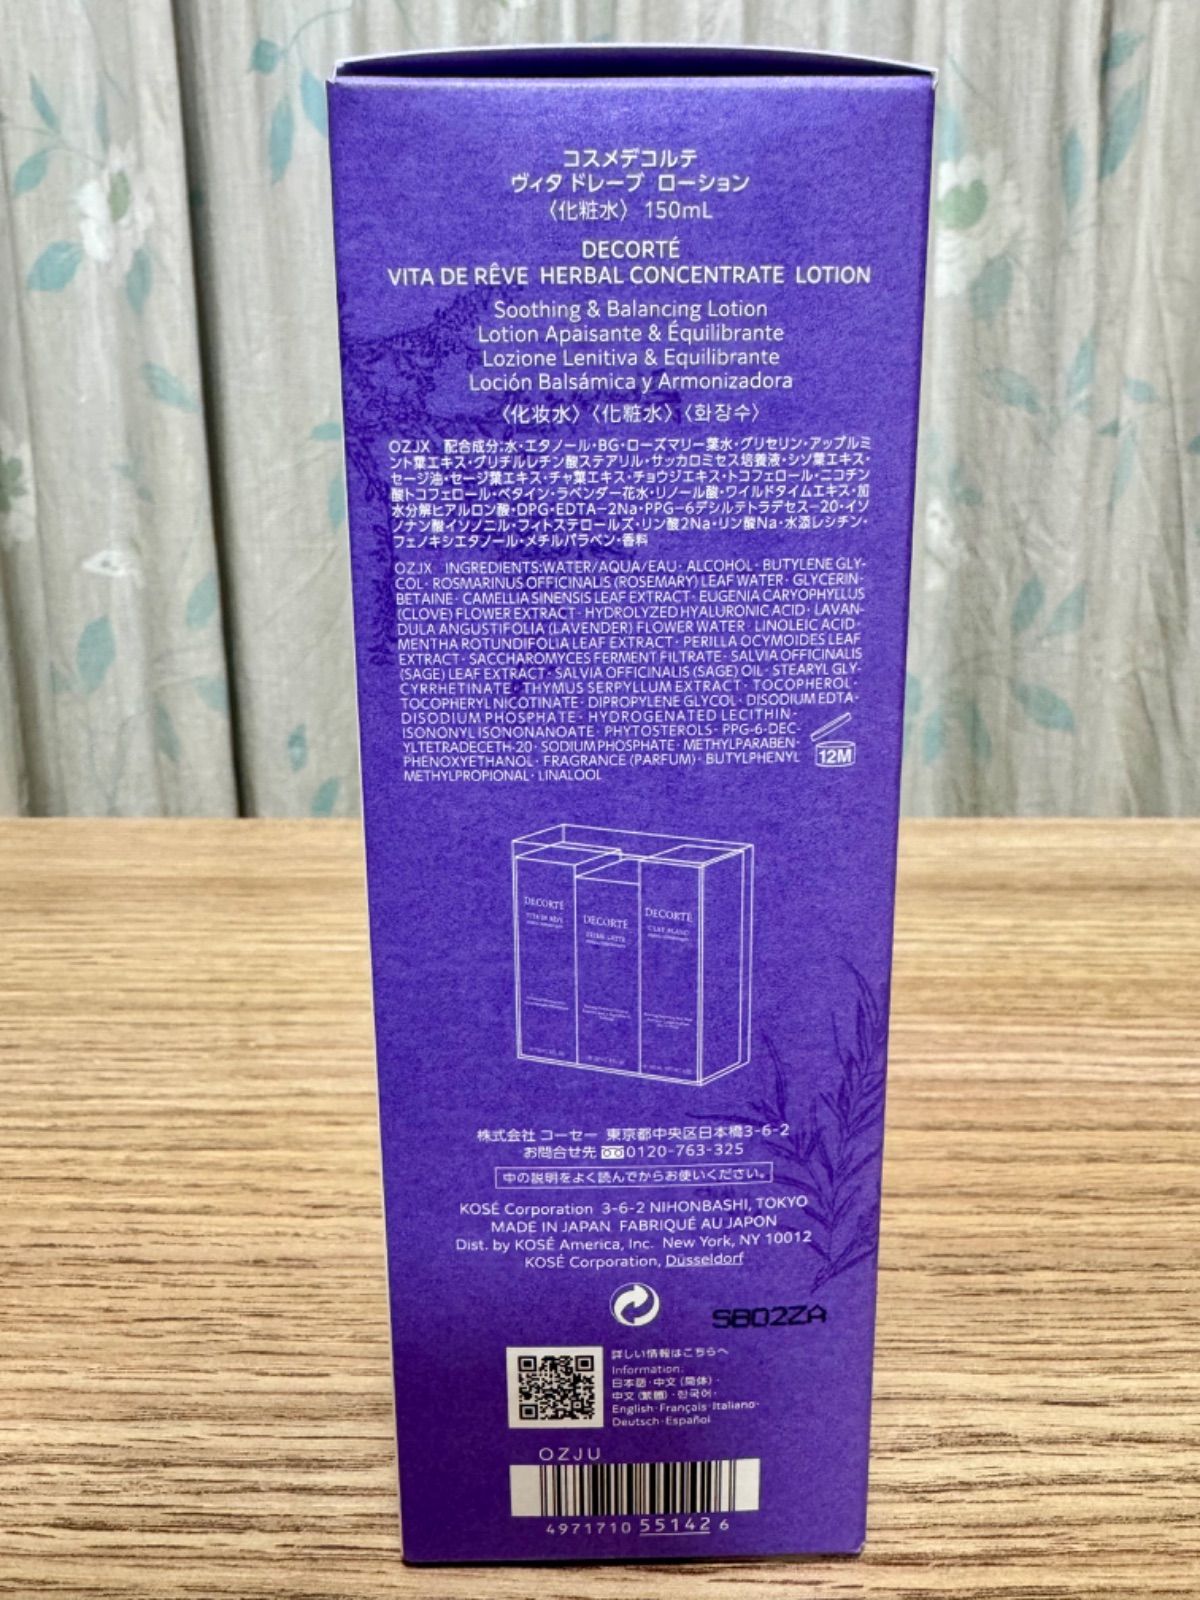 コスメデコルテ
ヴィタ ドレーブ ローション
〈化粧水〉 150mL
DECORTÉ
VITA DE RÊVE HERBAL CONCENTRATE LOTION
Soothing & Balancing Lotion
Lotion Apaisante & Équilibrante
Lozione Lenitiva & Equilibrante
Loción Balsámica y Armonizadora
〈化妆水〉〈化粧水〉〈화장수〉
OZJX 配合成分:水・エタノール・BG・ローズマリー葉水・グリセリン・アップルミ
ント葉エキス・グリチルレチン酸ステアリル・サッカロミセス培養液・シソ葉エキス・
セージ油・セージ葉エキス・チャ葉エキス・チョウジエキス・トコフェロール・ニコチン
酸トコフェロール・ベタイン・ラベンダー花水・リノール酸・ワイルドタイムエキス・加
水分解ヒアルロン酸・DPG・EDTA-2Na・PPG-6デシルテトラデセス-20・イソ
ノナン酸イソノニル・フィトステロールズ・リン酸2Na・リン酸Na・水添レシチン・
フェノキシエタノール・メチルパラベン・香料
OZJX INGREDIENTS:WATER/AQUA/EAU· ALCOHOL· BUTYLENE GLY-
COL· ROSMARINUS OFFICINALIS (ROSEMARY) LEAF WATER· GLYCERIN·
BETAINE· CAMELLIA SINENSIS LEAF EXTRACT· EUGENIA CARYOPHYLLUS
(CLOVE) FLOWER EXTRACT· HYDROLYZED HYALURONIC ACID· LAVAN-
DULA ANGUSTIFOLIA (LAVENDER) FLOWER WATER· LINOLEIC ACID·
MENTHA ROTUNDIFOLIA LEAF EXTRACT· PERILLA OCYMOIDES LEAF
EXTRACT· SACCHAROMYCES FERMENT FILTRATE· SALVIA OFFICINALIS
(SAGE) LEAF EXTRACT· SALVIA OFFICINALIS (SAGE) OIL· STEARYL GLY-
CYRRHETINATE· THYMUS SERPYLLUM EXTRACT· TOCOPHEROL·
TOCOPHERYL NICOTINATE· DIPROPYLENE GLYCOL· DISODIUM EDTA·
DISODIUM PHOSPHATE· HYDROGENATED LECITHIN·
ISONONYL ISONONANOATE· PHYTOSTEROLS· PPG-6-DEC-
YLTETRADECETH-20· SODIUM PHOSPHATE· METHYLPARABEN·
PHENOXYETHANOL· FRAGRANCE (PARFUM)· BUTYLPHENYL
METHYLPROPIONAL· LINALOOL
12M
DECORTÉ
VITA DE RÊVE
DECORTÉ
DECORTÉ
株式会社 コーセー 東京都中央区日本橋3-6-2
お問合せ先 0120-763-325
中の説明をよく読んでからお使いください。
KOSÉ Corporation 3-6-2 NIHONBASHI, TOKYO
MADE IN JAPAN FABRIQUÉ AU JAPON
Dist. by KOSÉ America, Inc. New York, NY 10012
KOSÉ Corporation, Düsseldorf
SB02ZA
詳しい情報はこちらへ
Information:
日本語・中文(简体)・
中文(繁體)・한국어・
English·Français·Italiano·
Deutsch·Español
OZJU
4971710 55142 6